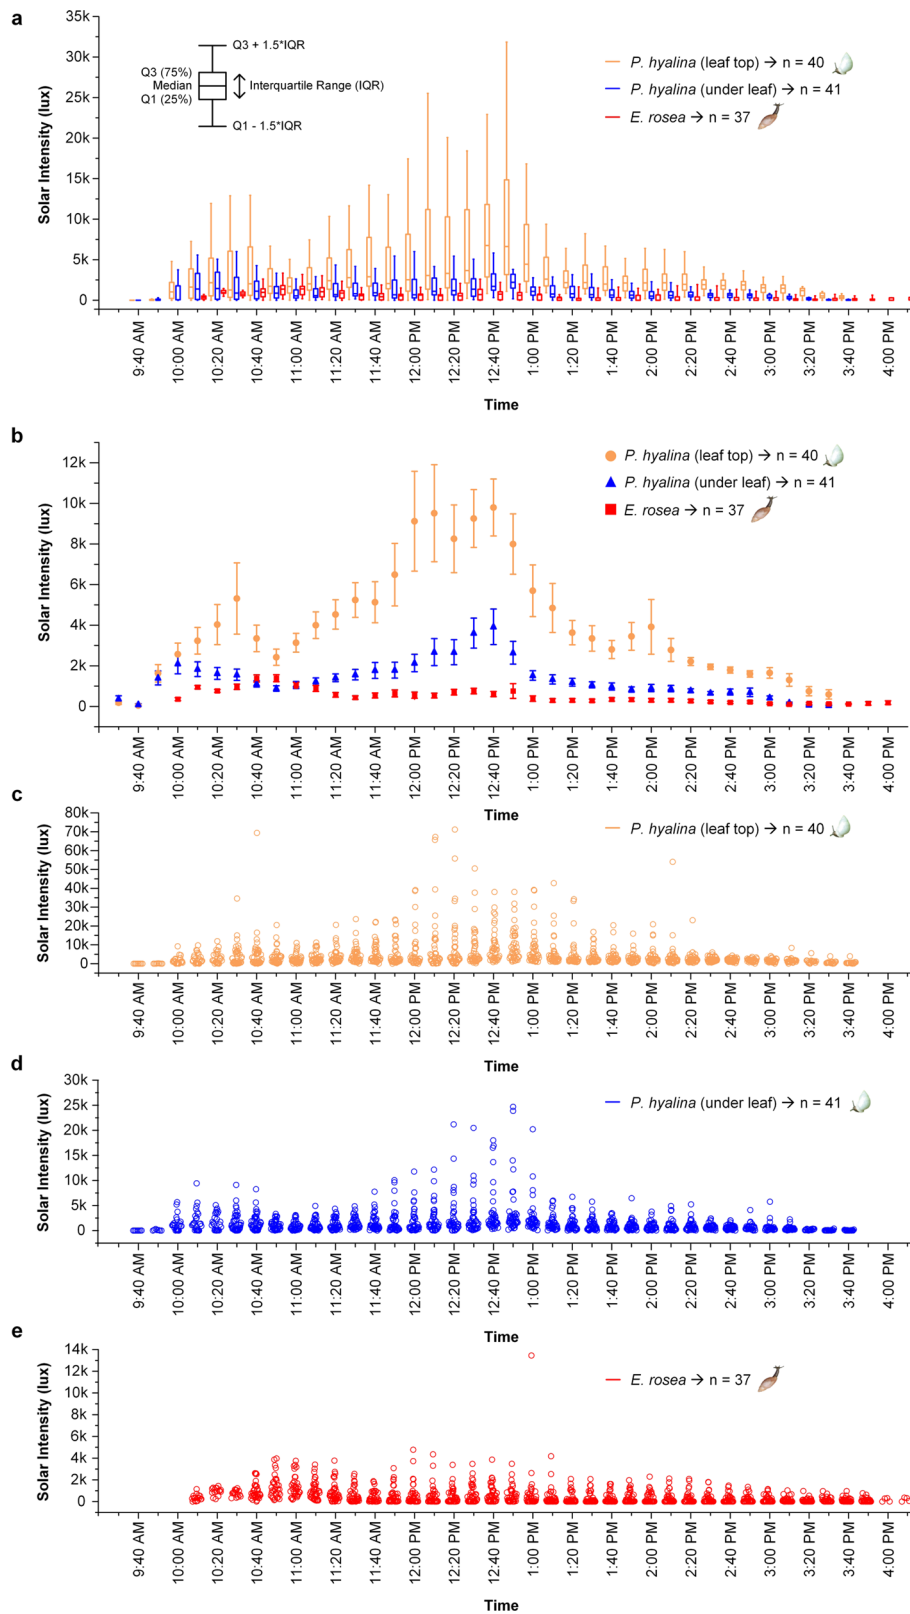 a
35k
30k
25k
20k
15k
10k
5k
0
Solar Intensity (lux)
Q3 + 1.5*IQR
Q3 (75%)
Median
Q1 (25%)
Interquartile Range (IQR)
Q1 - 1.5*IQR
P. hyalina (leaf top) → n = 40
P. hyalina (under leaf) → n = 41
E. rosea → n = 37
9:40 AM
10:00 AM
10:20 AM
10:40 AM
11:00 AM
11:20 AM
11:40 AM
12:00 PM
12:20 PM
12:40 PM
1:00 PM
1:20 PM
1:40 PM
2:00 PM
2:20 PM
2:40 PM
3:00 PM
3:20 PM
3:40 PM
4:00 PM
Time
b
12k
10k
8k
6k
4k
2k
0
Solar Intensity (lux)
P. hyalina (leaf top) → n = 40
P. hyalina (under leaf) → n = 41
E. rosea → n = 37
9:40 AM
10:00 AM
10:20 AM
10:40 AM
11:00 AM
11:20 AM
11:40 AM
12:00 PM
12:20 PM
12:40 PM
1:00 PM
1:20 PM
1:40 PM
2:00 PM
2:20 PM
2:40 PM
3:00 PM
3:20 PM
3:40 PM
4:00 PM
Time
c
80k
70k
60k
50k
40k
30k
20k
10k
0
Solar Intensity (lux)
P. hyalina (leaf top) → n = 40
9:40 AM
10:00 AM
10:20 AM
10:40 AM
11:00 AM
11:20 AM
11:40 AM
12:00 PM
12:20 PM
12:40 PM
1:00 PM
1:20 PM
1:40 PM
2:00 PM
2:20 PM
2:40 PM
3:00 PM
3:20 PM
3:40 PM
4:00 PM
Time
d
30k
25k
20k
15k
10k
5k
0
Solar Intensity (lux)
P. hyalina (under leaf) → n = 41
9:40 AM
10:00 AM
10:20 AM
10:40 AM
11:00 AM
11:20 AM
11:40 AM
12:00 PM
12:20 PM
12:40 PM
1:00 PM
1:20 PM
1:40 PM
2:00 PM
2:20 PM
2:40 PM
3:00 PM
3:20 PM
3:40 PM
4:00 PM
Time
e
14k
12k
10k
8k
6k
4k
2k
0
Solar Intensity (lux)
E. rosea → n = 37
9:40 AM
10:00 AM
10:20 AM
10:40 AM
11:00 AM
11:20 AM
11:40 AM
12:00 PM
12:20 PM
12:40 PM
1:00 PM
1:20 PM
1:40 PM
2:00 PM
2:20 PM
2:40 PM
3:00 PM
3:20 PM
3:40 PM
4:00 PM
Time